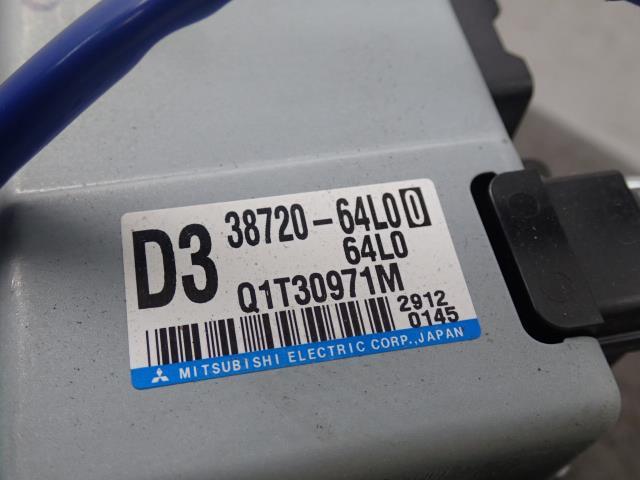 D3
38720-64L00
64L0
Q1T30971M
2912
0145
MITSUBISHI ELECTRIC CORP.,JAPAN